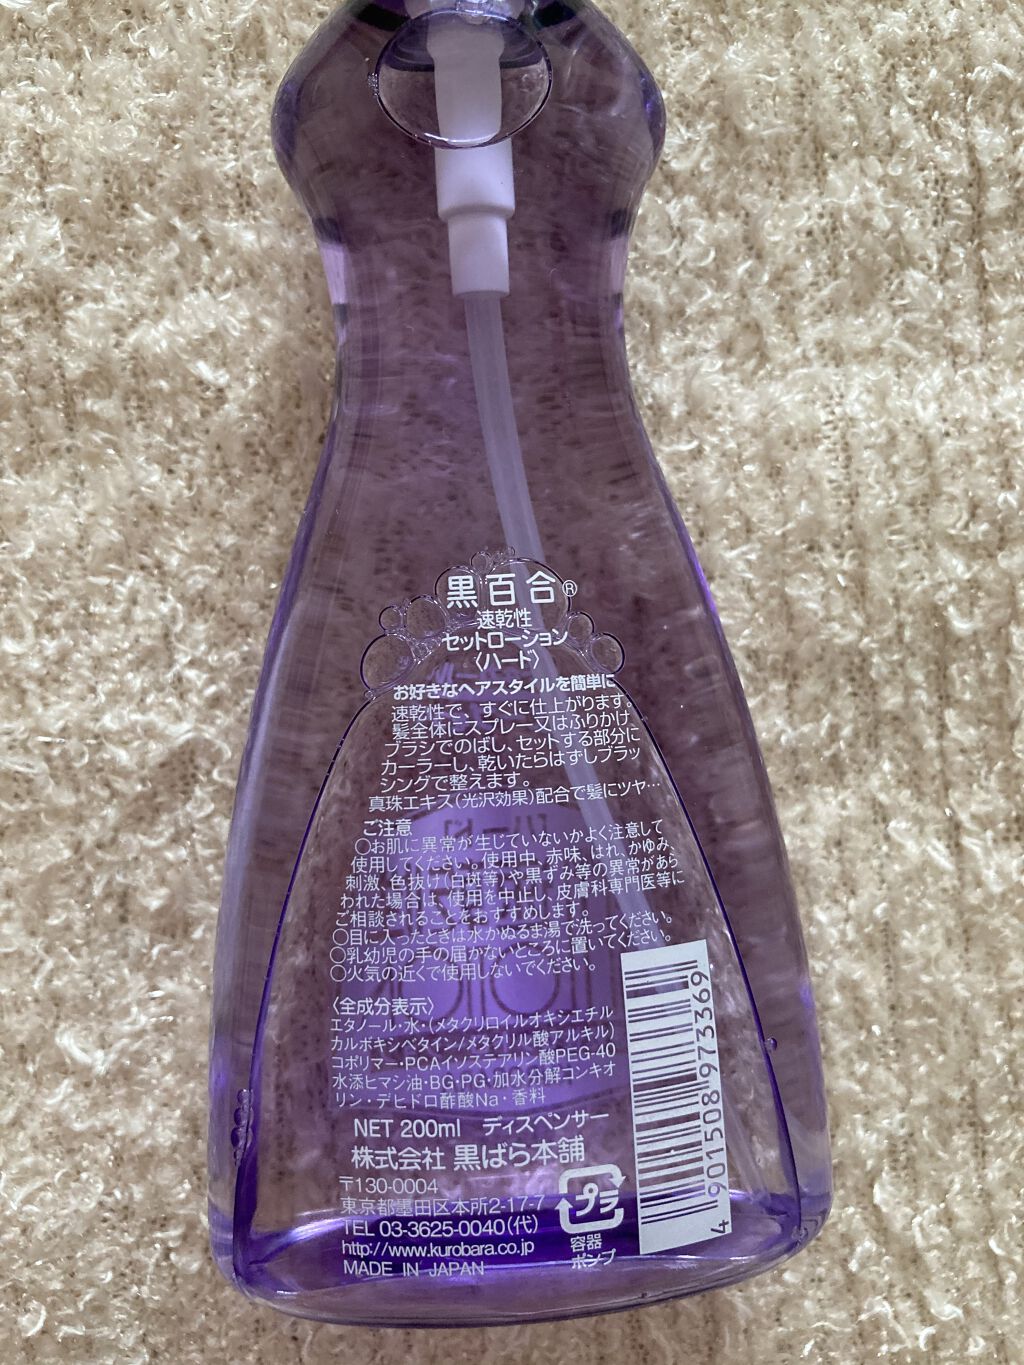 黒百合®
速乾性
セットローション
〈ハード〉
お好きなヘアスタイルを簡単に
速乾性で、すぐに仕上がります。
髪全体にスプレー又はふりかけ
ブラシでのばし、セットする部分に
カーラーし、乾いたらはずしブラッ
シングで整えます。
真珠エキス(光沢効果)配合で髪にツヤ…
ご注意
○お肌に異常が生じていないかよく注意して
使用してください。使用中、赤味、はれ、かゆみ、
刺激、色抜け(白斑等)や黒ずみ等の異常があら
われた場合は、使用を中止し、皮膚科専門医等に
ご相談されることをおすすめします。
○目に入ったときは水かぬるま湯で洗ってください。
○乳幼児の手の届かないところに置いてください。
○火気の近くで使用しないでください。
〈全成分表示〉
エタノール・水・(メタクリロイルオキシエチル
カルボキシベタイン/メタクリル酸アルキル)
コポリマー・PCAイソステアリン酸PEG-40
水添ヒマシ油・BG・PG・加水分解コンキオ
リン・デヒドロ酢酸Na・香料
NET 200ml ディスペンサー
株式会社 黒ばら本舗
〒130-0004
東京都墨田区本所2-17-7
TEL 03-3625-0040(代)
http://www.kurobara.co.jp
MADE IN JAPAN
プラ
容器
ポンプ
4 901508 973369